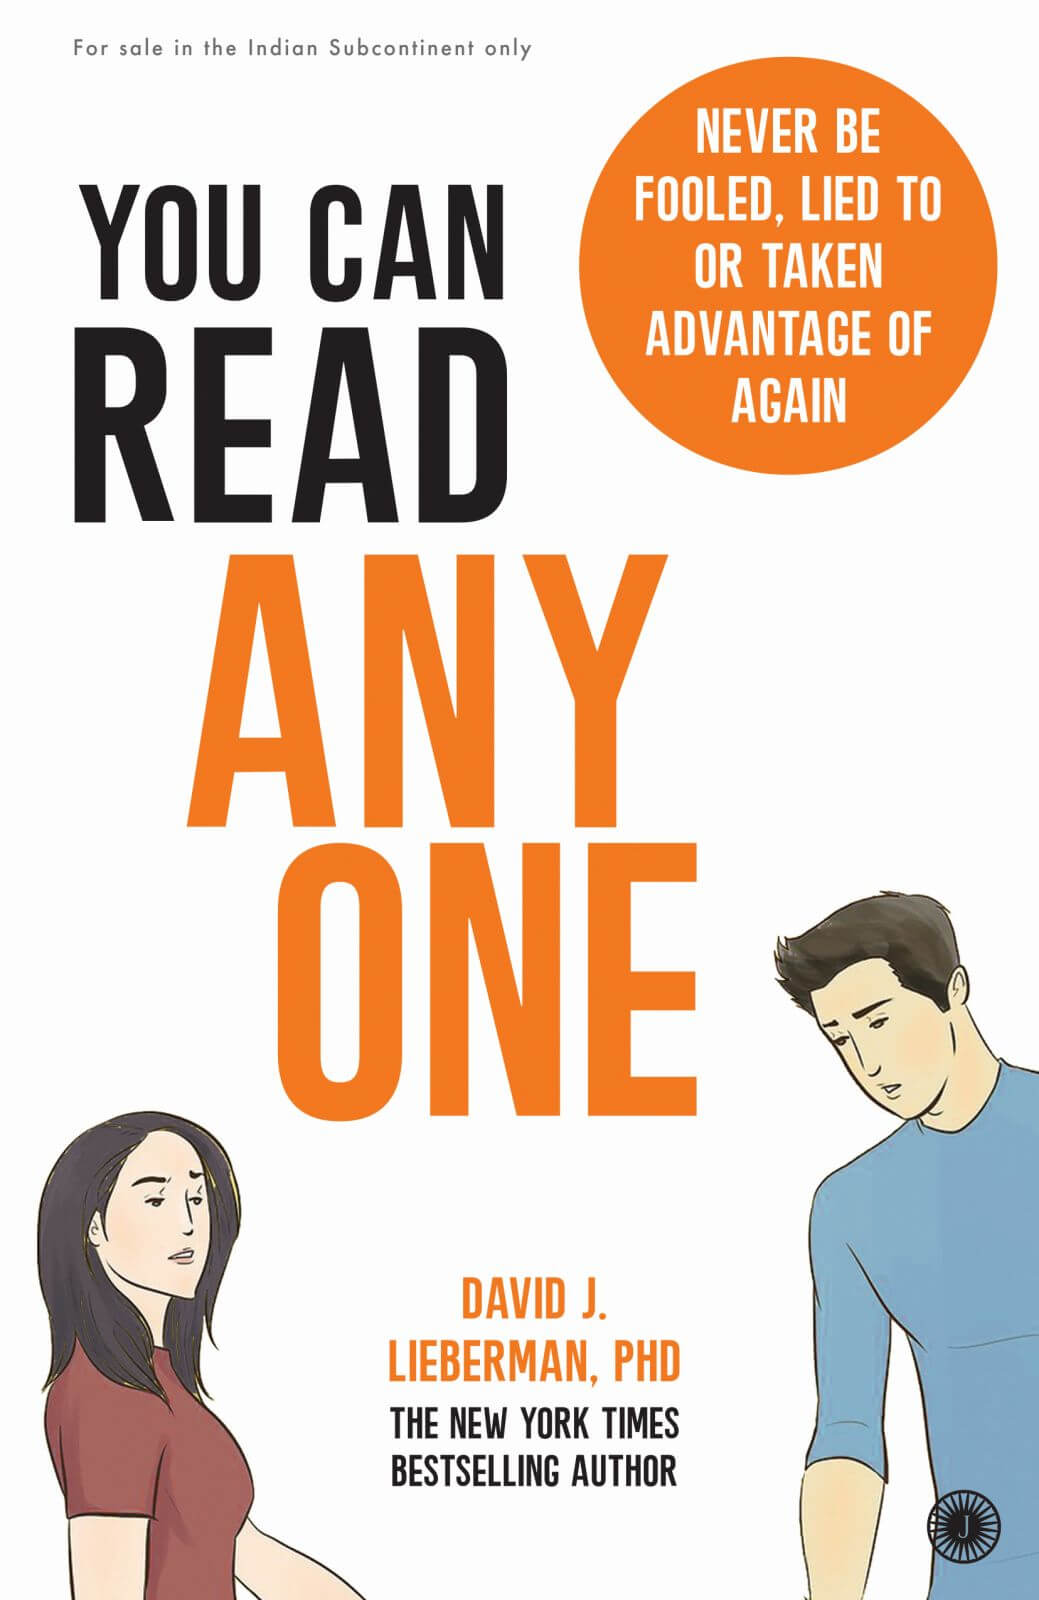 For sale in the Indian Subcontinent only
NEVER BE
FOOLED, LIED TO
OR TAKEN
ADVANTAGE OF
AGAIN
YOU CAN
READ
ANY
ONE
DAVID J.
LIEBERMAN, PHD
THE NEW YORK TIMES
BESTSELLING AUTHOR
J